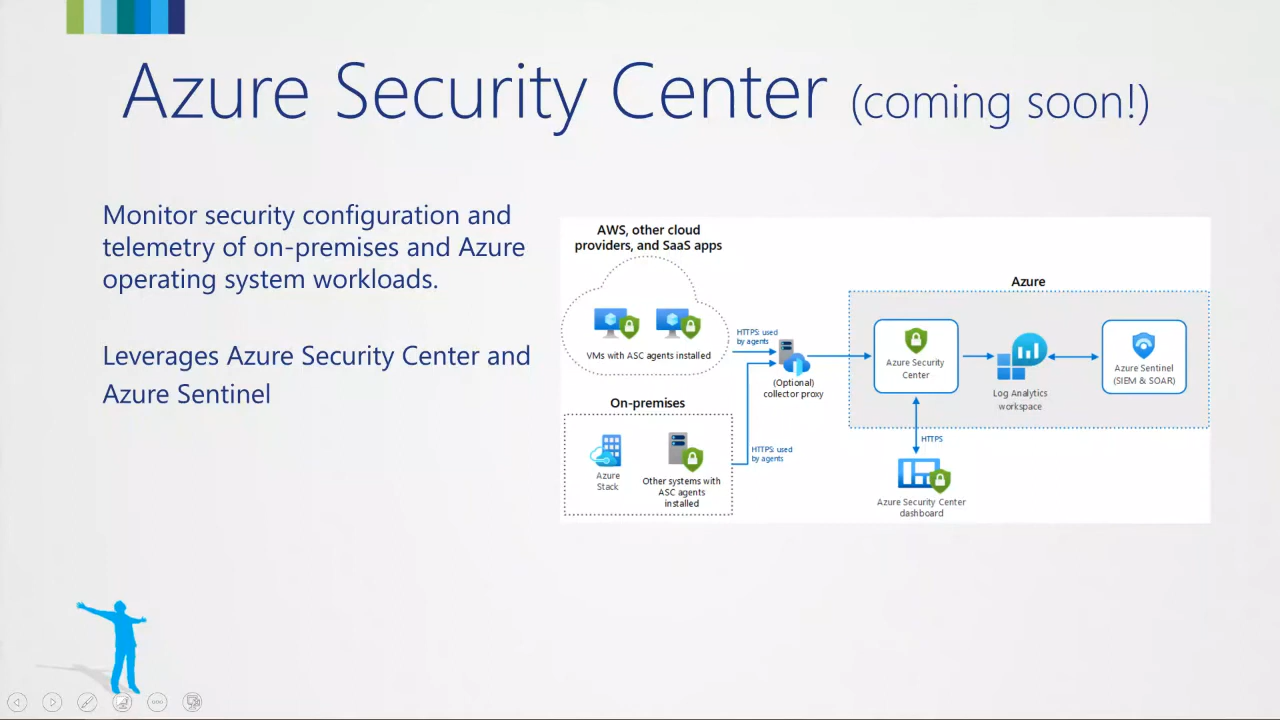 Azure Security Center (coming soon!)
Monitor security configuration and
telemetry of on-premises and Azure
operating system workloads.
Leverages Azure Security Center and
Azure Sentinel
AWS, other cloud
providers, and SaaS apps
VMs with ASC agents installed
On-premises
Azure
Stack
Other systems with
ASC agents
installed
HTTPS: used
by agents
HTTPS: used
by agents
(Optional)
collector proxy
Azure
Azure Security
Center
Log Analytics
workspace
Azure Sentinel
(SIEM & SOAR)
HTTPS
Azure Security Center
dashboard